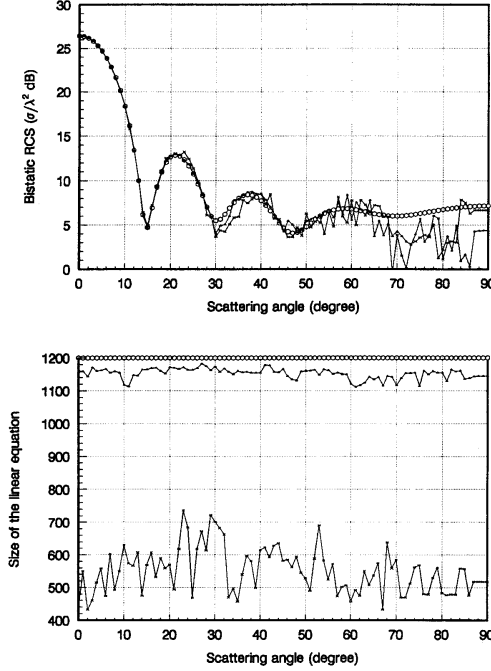 30
25
20
15
10
5
0
Bistatic RCS (σ/λ² dB)
0 10 20 30 40 50 60 70 80 90
Scattering angle (degree)
1200
1100
1000
900
800
700
600
500
400
Size of the linear equation
0 10 20 30 40 50 60 70 80 90
Scattering angle (degree)